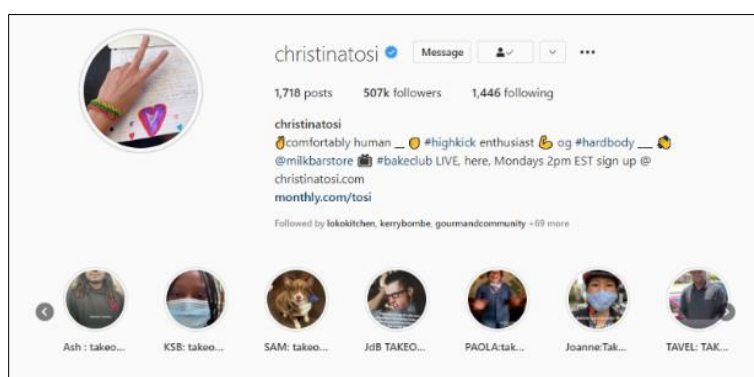 christinatosi Message
1,718 posts 507k followers 1,446 following
christinatosi
✌comfortably human __ ✊ #highkick enthusiast 💪 og #hardbody ___ 👏
@milkbarstore 📺 #bakeclub LIVE, here, Mondays 2pm EST sign up @
christinatosi.com
monthly.com/tosi
Followed by lokokitchen, kerrybombe, gourmandcommunity +69 more
Ash : takeo... KSB: takeo... SAM: takeo... JdB TAKEO... PAOLA:tak... Joanne:Tak... TAVEL: TAK...